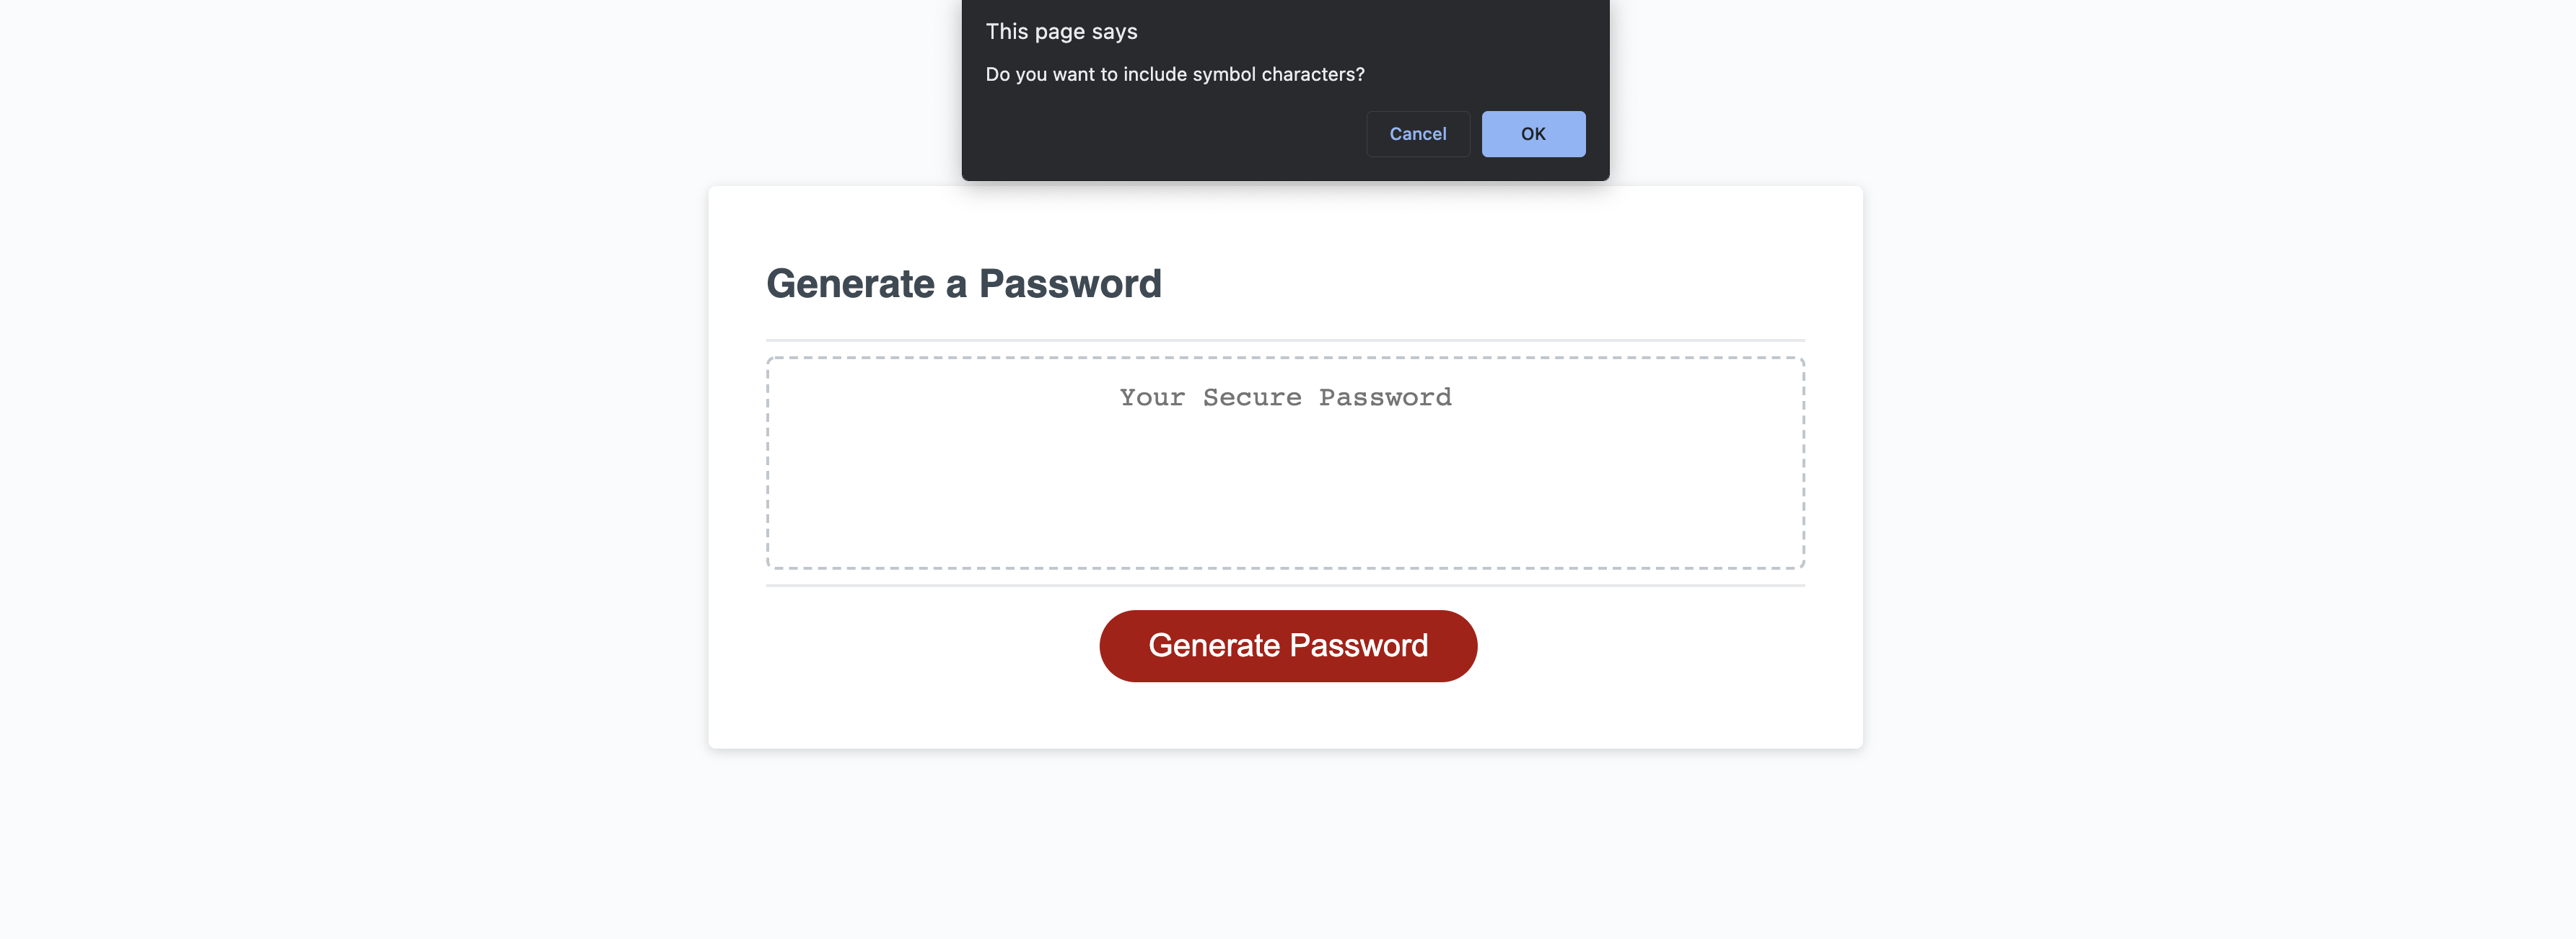 This page says
Do you want to include symbol characters?
Cancel OK
Generate a Password
Your Secure Password
Generate Password